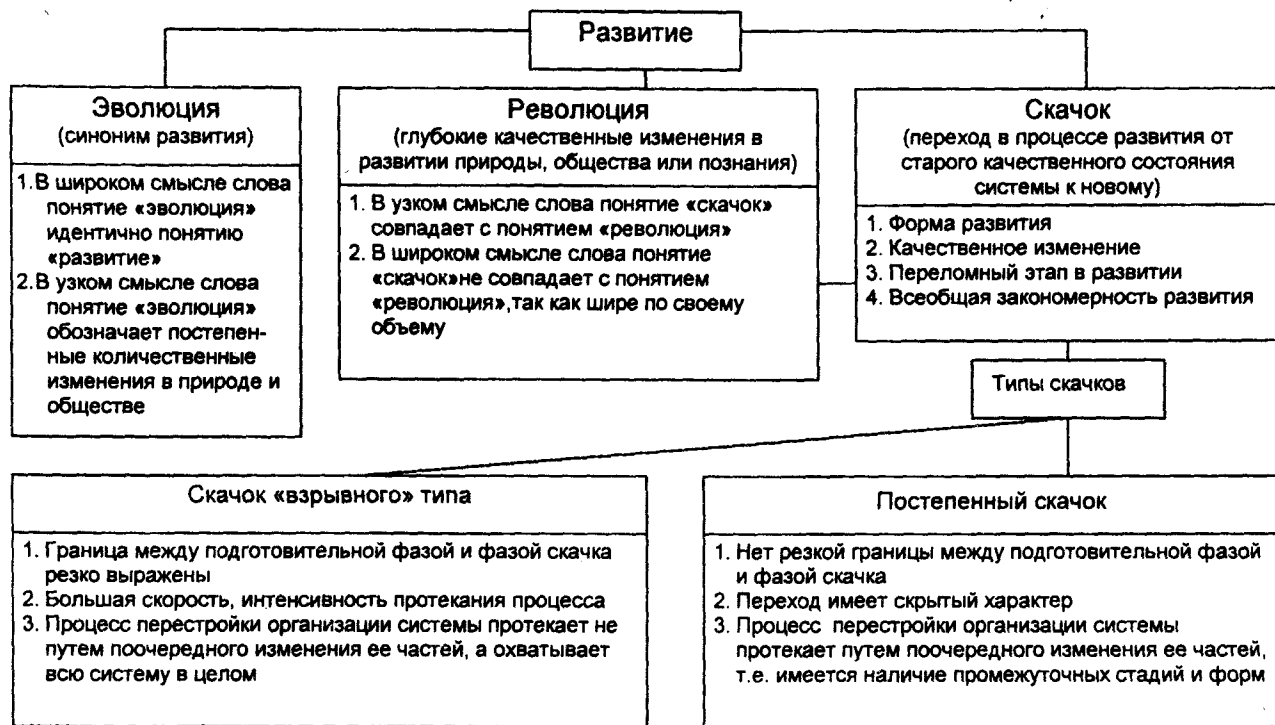 Развитие
Эволюция
(синоним развития)
1. В широком смысле слова
понятие «эволюция»
идентично понятию
«развитие»
2. В узком смысле слова
понятие «эволюция»
обозначает постепен-
ные количественные
изменения в природе и
обществе
Революция
(глубокие качественные изменения в
развитии природы, общества или познания)
1. В узком смысле слова понятие «скачок»
совпадает с понятием «революция»
2. В широком смысле слова понятие
«скачок»не совпадает с понятием
«революция»,так как шире по своему
объему
Скачок
(переход в процессе развития от
старого качественного состояния
системы к новому)
1. Форма развития
2. Качественное изменение
3. Переломный этап в развитии
4. Всеобщая закономерность развития
Типы скачков
Скачок «взрывного» типа
1. Граница между подготовительной фазой и фазой скачка
резко выражены
2. Большая скорость, интенсивность протекания процесса
3. Процесс перестройки организации системы протекает не
путем поочередного изменения ее частей, а охватывает
всю систему в целом
Постепенный скачок
1. Нет резкой границы между подготовительной фазой
и фазой скачка
2. Переход имеет скрытый характер
3. Процесс перестройки организации системы
протекает путем поочередного изменения ее частей,
т.е. имеется наличие промежуточных стадий и форм